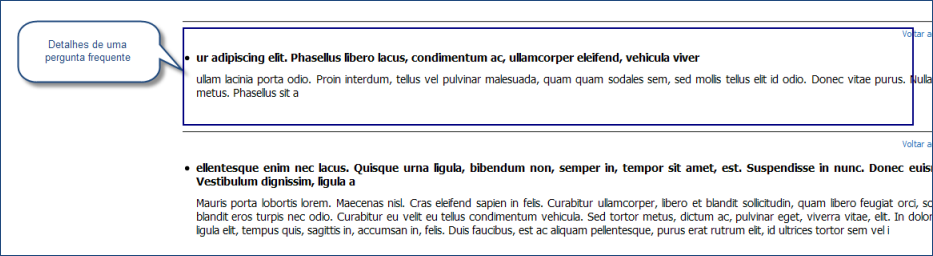 Detalhes de uma
pergunta frequente
Voltar a
ur adipiscing elit. Phasellus libero lacus, condimentum ac, ullamcorper eleifend, vehicula viver
ullam lacinia porta odio. Proin interdum, tellus vel pulvinar malesuada, quam quam sodales sem, sed mollis tellus elit id odio. Donec vitae purus. Nulla
metus. Phasellus sit a
Voltar a
ellentesque enim nec lacus. Quisque urna ligula, bibendum non, semper in, tempor sit amet, est. Suspendisse in nunc. Donec euis
Vestibulum dignissim, ligula a
Mauris porta lobortis lorem. Maecenas nisl. Cras eleifend sapien in felis. Curabitur ullamcorper, libero et blandit sollicitudin, quam libero feugiat orci, so
blandit eros turpis nec odio. Curabitur eu velit eu tellus condimentum vehicula. Sed tortor metus, dictum ac, pulvinar eget, viverra vitae, elit. In dolor
ligula elit, tempus quis, sagittis in, accumsan in, felis. Duis faucibus, est ac aliquam pellentesque, purus erat rutrum elit, id ultrices tortor sem vel i